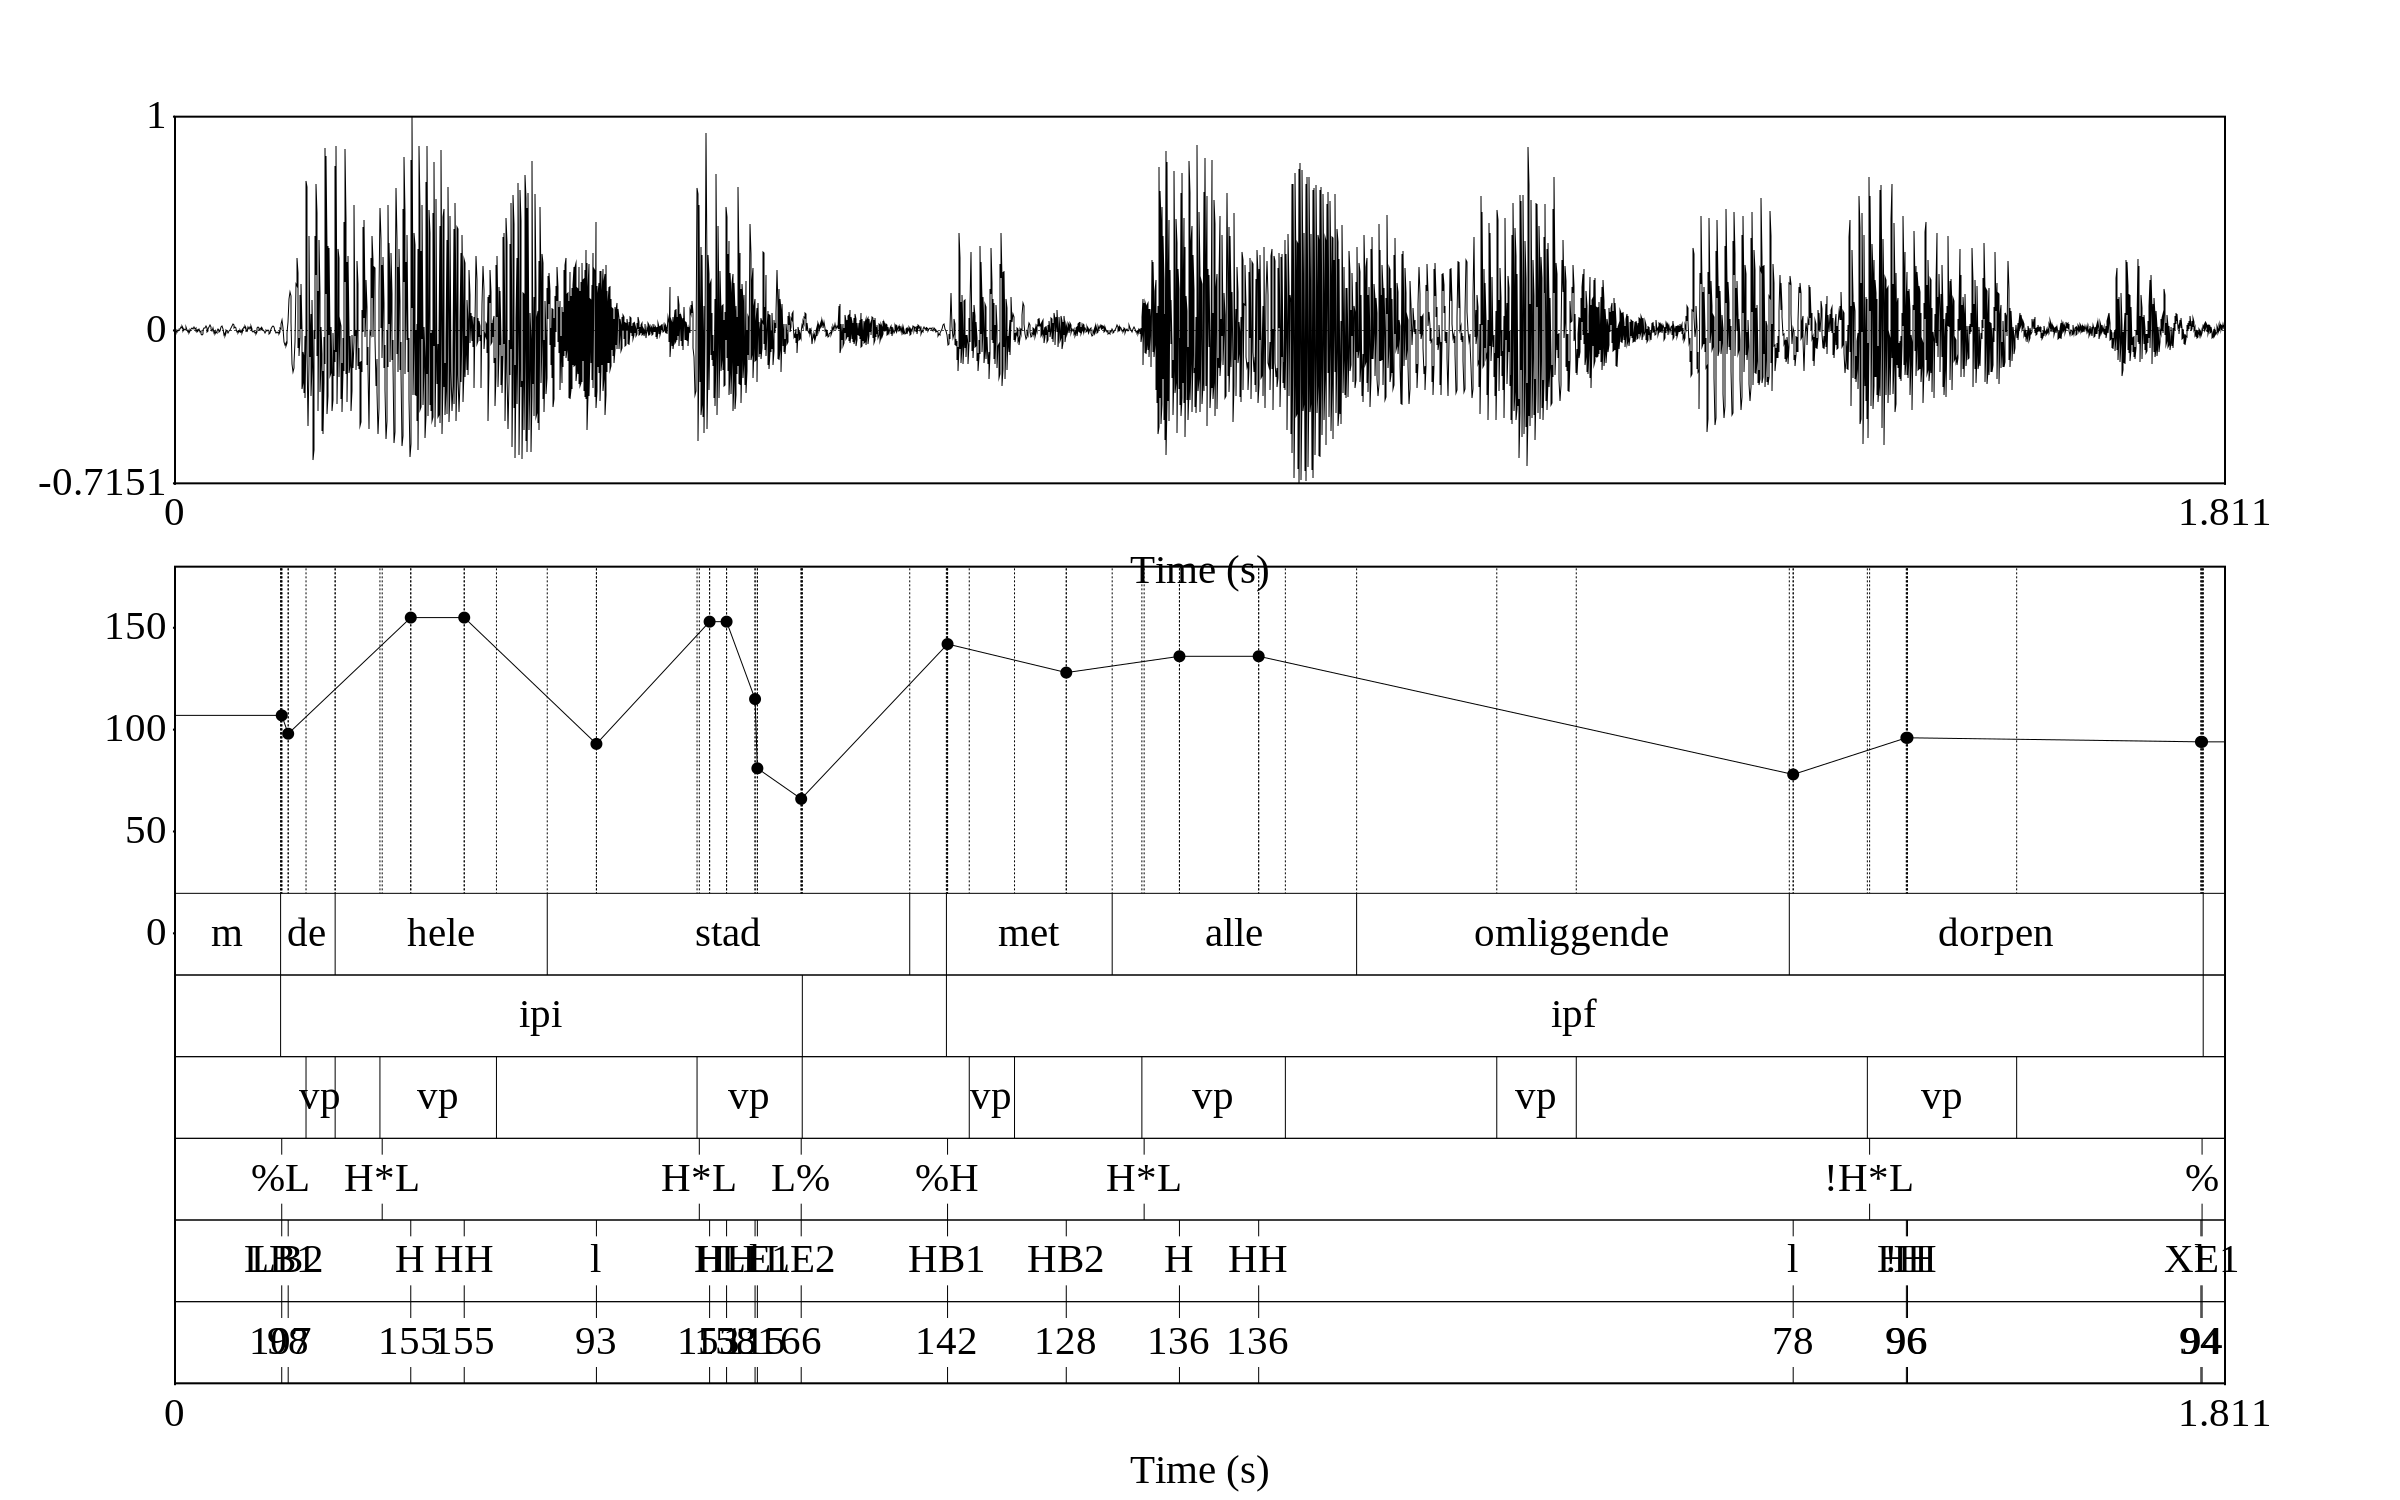 1
0
-0.7151
0 1.811
Time (s)
150
100
50
0
m de hele stad met alle omliggende dorpen
ipi ipf
vp vp vp vp vp vp vp
%L H*L H*L L% %H H*L !H*L %
H HH l LE2 HB1 HB2 H HH l
155 155 93 66 142 128 136 136 78 96 94
0 1.811
Time (s)